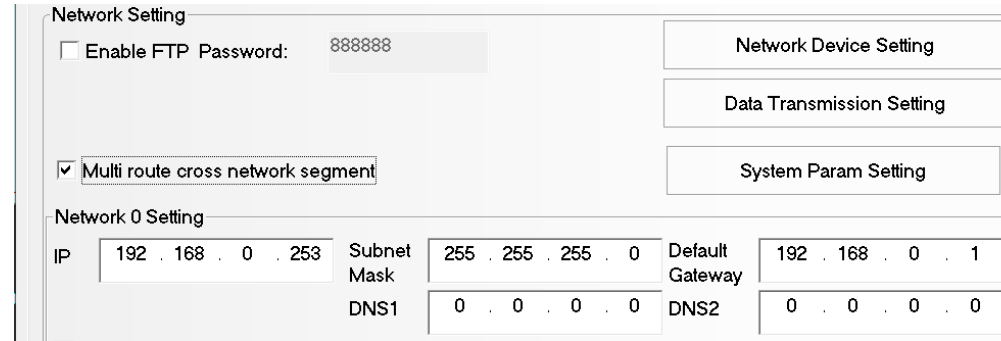 Network Setting
Enable FTP Password: 888888
Network Device Setting
Data Transmission Setting
Multi route cross network segment
System Param Setting
Network 0 Setting
IP 192 . 168 . 0 . 253 Subnet Mask 255 . 255 . 255 . 0 Default Gateway 192 . 168 . 0 . 1
DNS1 0 . 0 . 0 . 0 DNS2 0 . 0 . 0 . 0